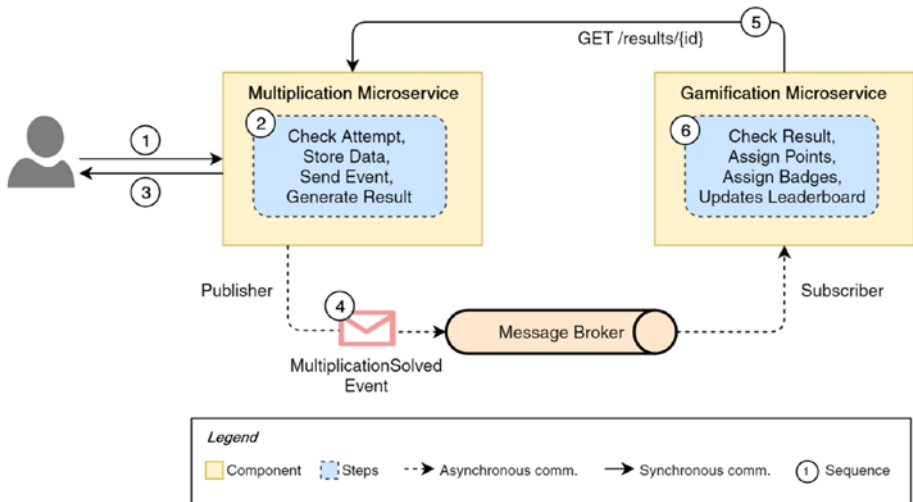 5
GET /results/{id}
Multiplication Microservice
2
Check Attempt,
Store Data,
Send Event,
Generate Result
Gamification Microservice
6
Check Result,
Assign Points,
Assign Badges,
Updates Leaderboard
1
3
Publisher
Subscriber
4
Message Broker
MultiplicationSolved
Event
Legend
Component
Steps
Asynchronous comm.
Synchronous comm.
1
Sequence